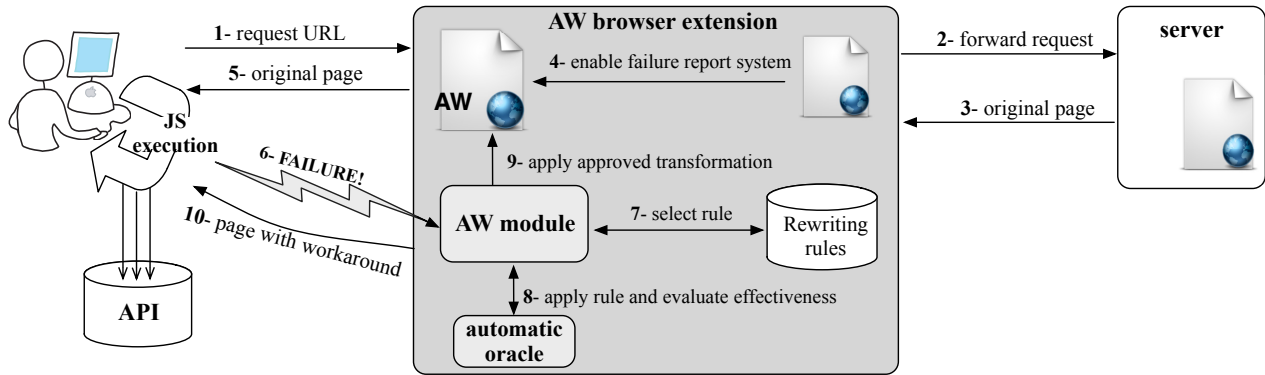 AW browser extension
server
1- request URL
2- forward request
4- enable failure report system
5- original page
AW
3- original page
JS
execution
6- FAILURE!
9- apply approved transformation
7- select rule
AW module
Rewriting
rules
10- page with workaround
8- apply rule and evaluate effectiveness
API
automatic
oracle